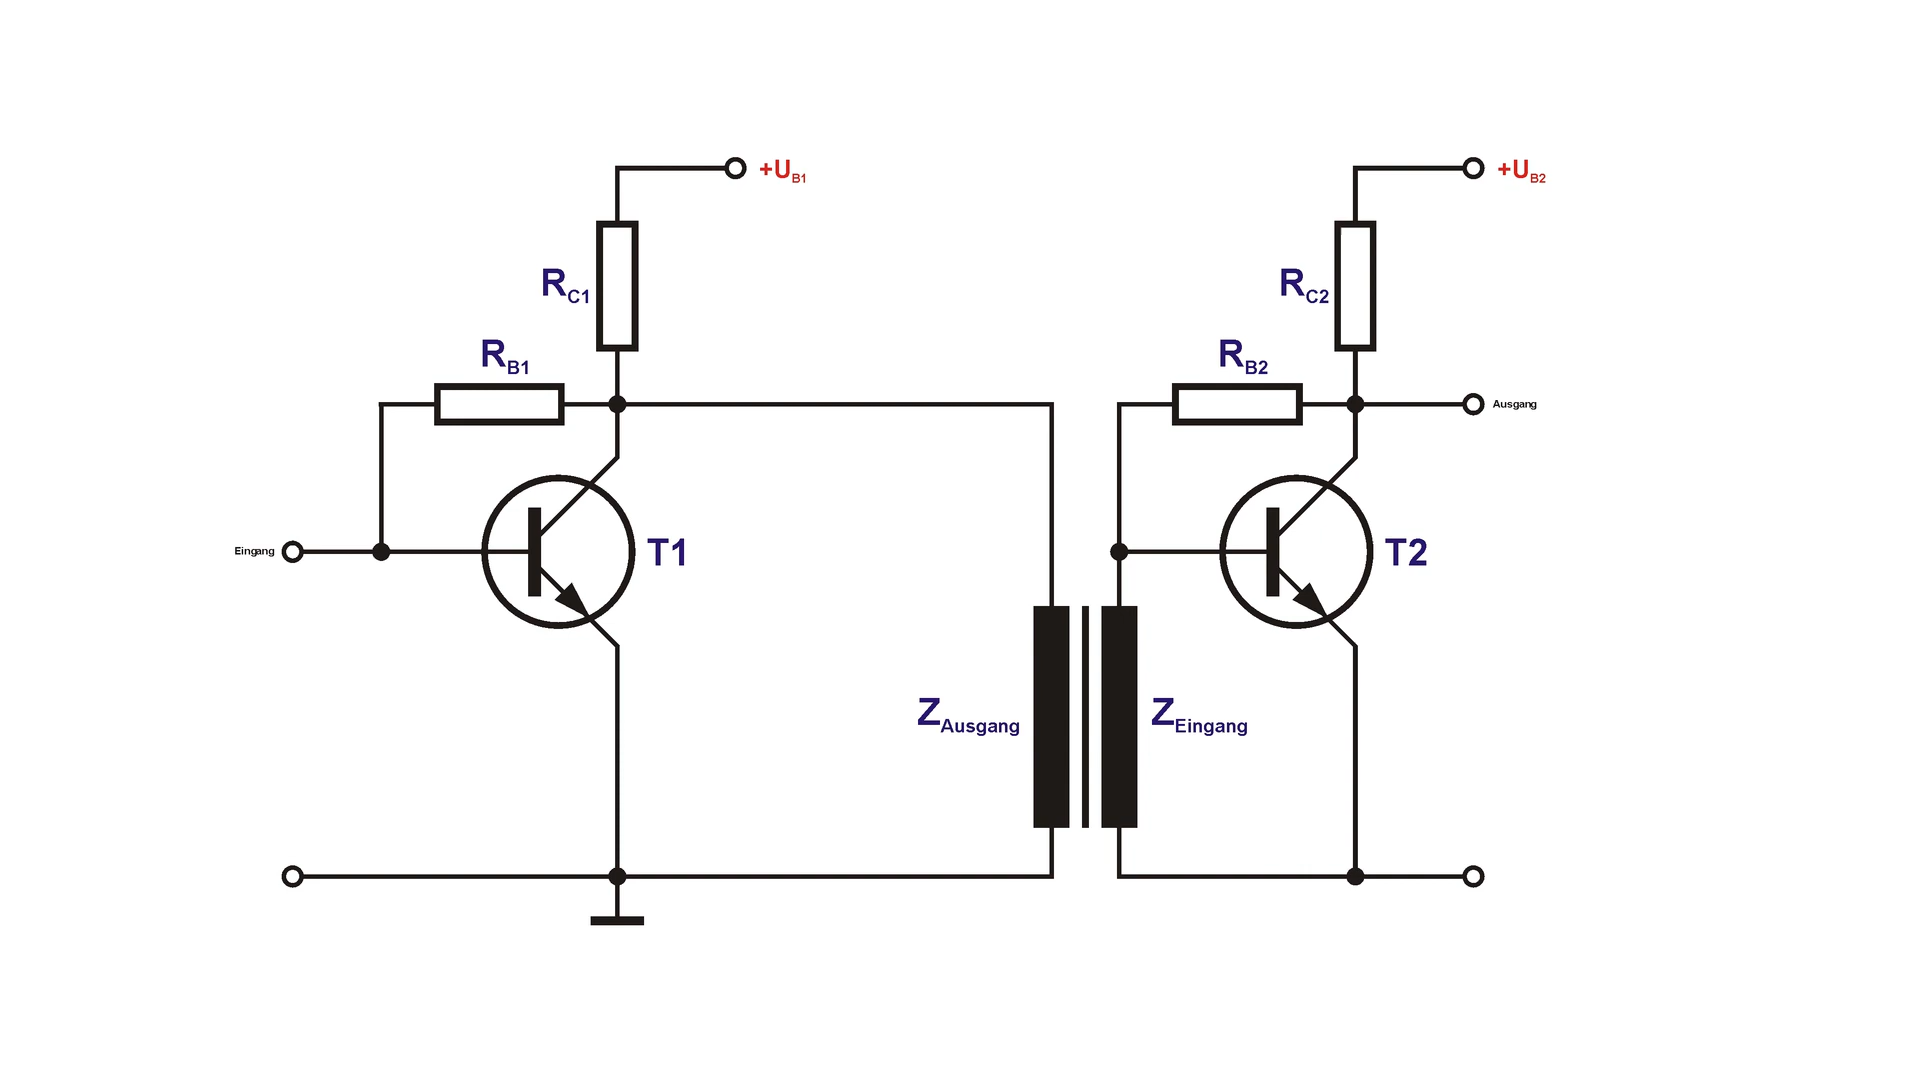 +UB1
+UB2
RC1
RC2
RB1
RB2
Ausgang
Eingang
T1
T2
ZAusgang
ZEingang